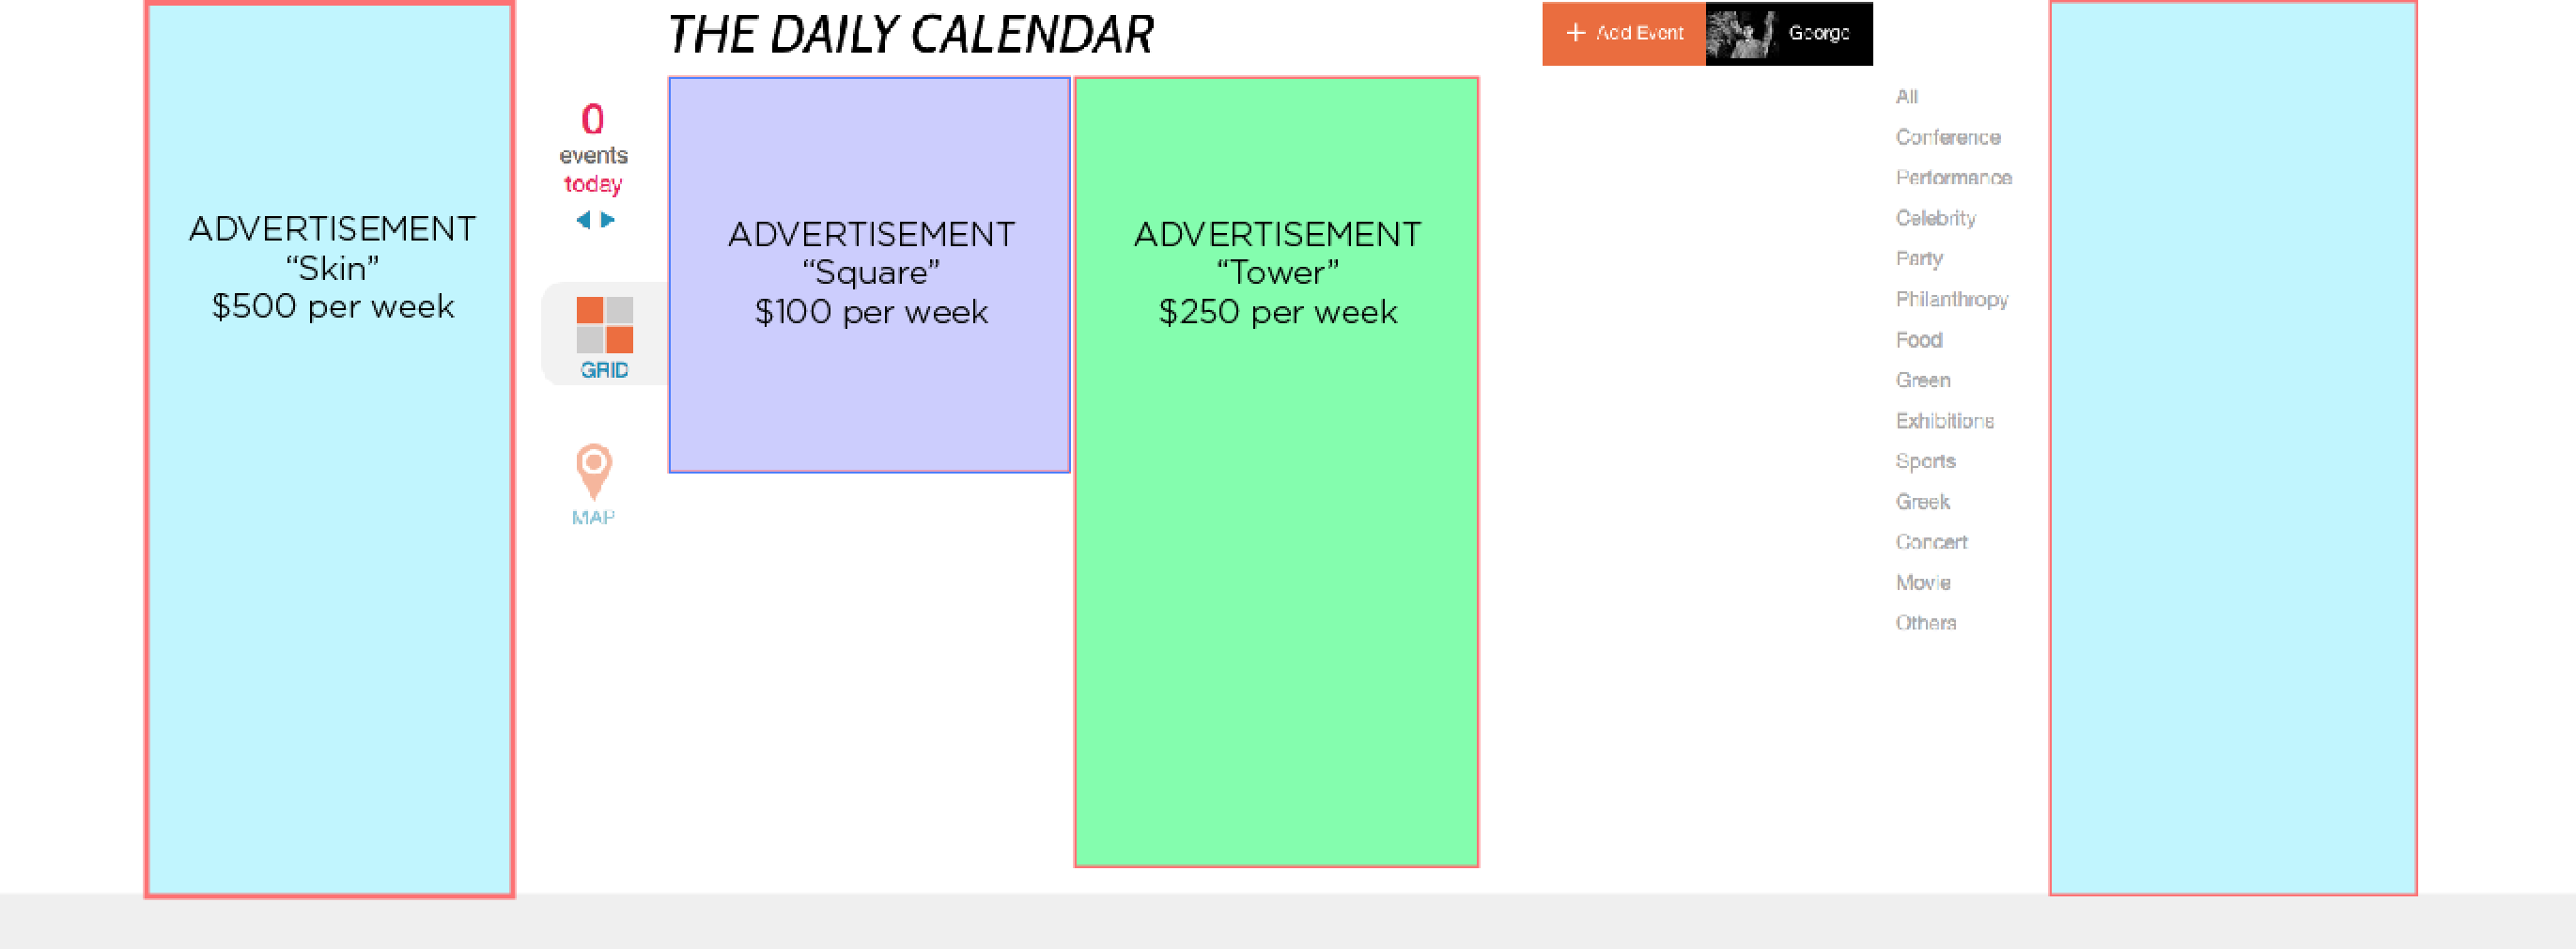 THE DAILY CALENDAR
+ Add Event
George
0
events
today
ADVERTISEMENT
“Skin”
$500 per week
ADVERTISEMENT
“Square”
$100 per week
ADVERTISEMENT
“Tower”
$250 per week
GRID
MAP
All
Conference
Performance
Celebrity
Party
Philanthropy
Food
Green
Exhibitions
Sports
Greek
Concert
Movie
Others